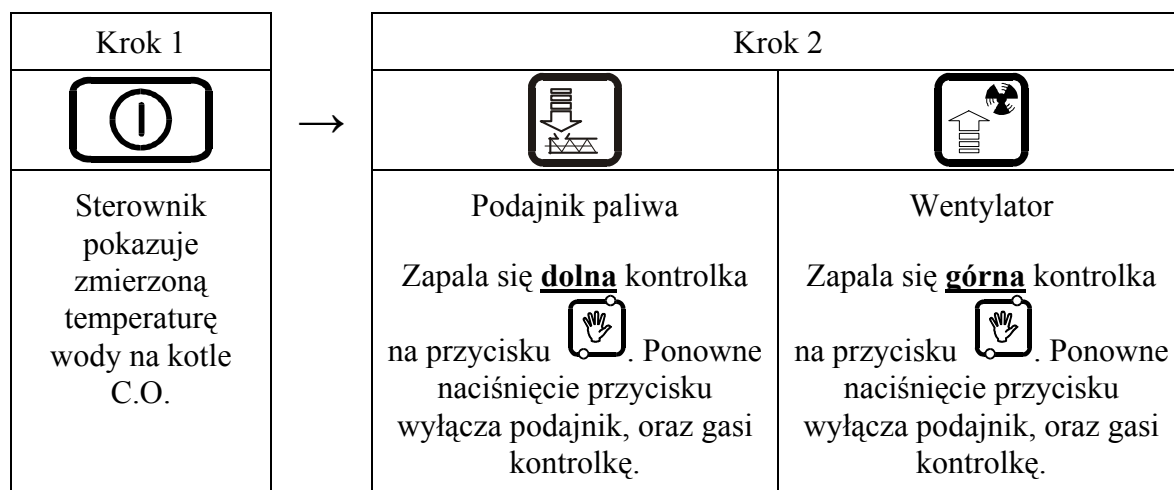 Krok 1
→
Krok 2
Sterownik
pokazuje
zmierzoną
temperaturę
wody na kotle
C.O.
Podajnik paliwa
Zapala się dolna kontrolka
na przycisku . Ponowne
naciśnięcie przycisku
wyłącza podajnik, oraz gasi
kontrolkę.
Wentylator
Zapala się górna kontrolka
na przycisku . Ponowne
naciśnięcie przycisku
wyłącza podajnik, oraz gasi
kontrolkę.